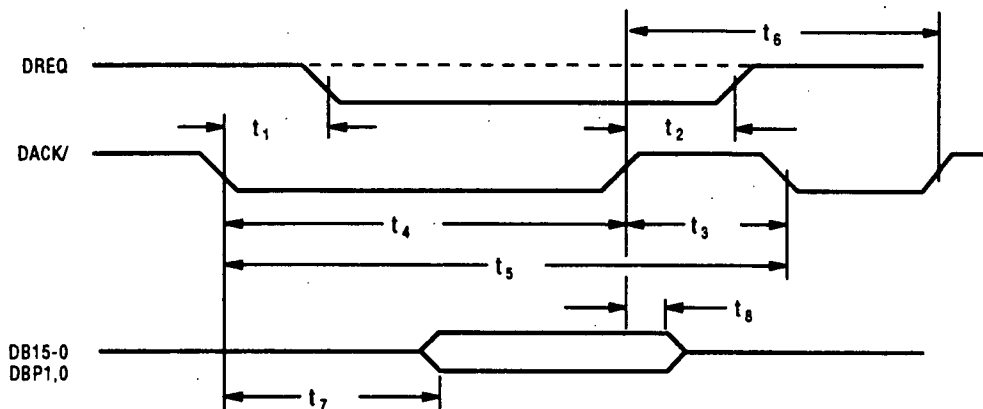 t6
DREQ
t1
t2
DACK/
t4
t3
t5
t8
DB15-0
DBP1,0
t7